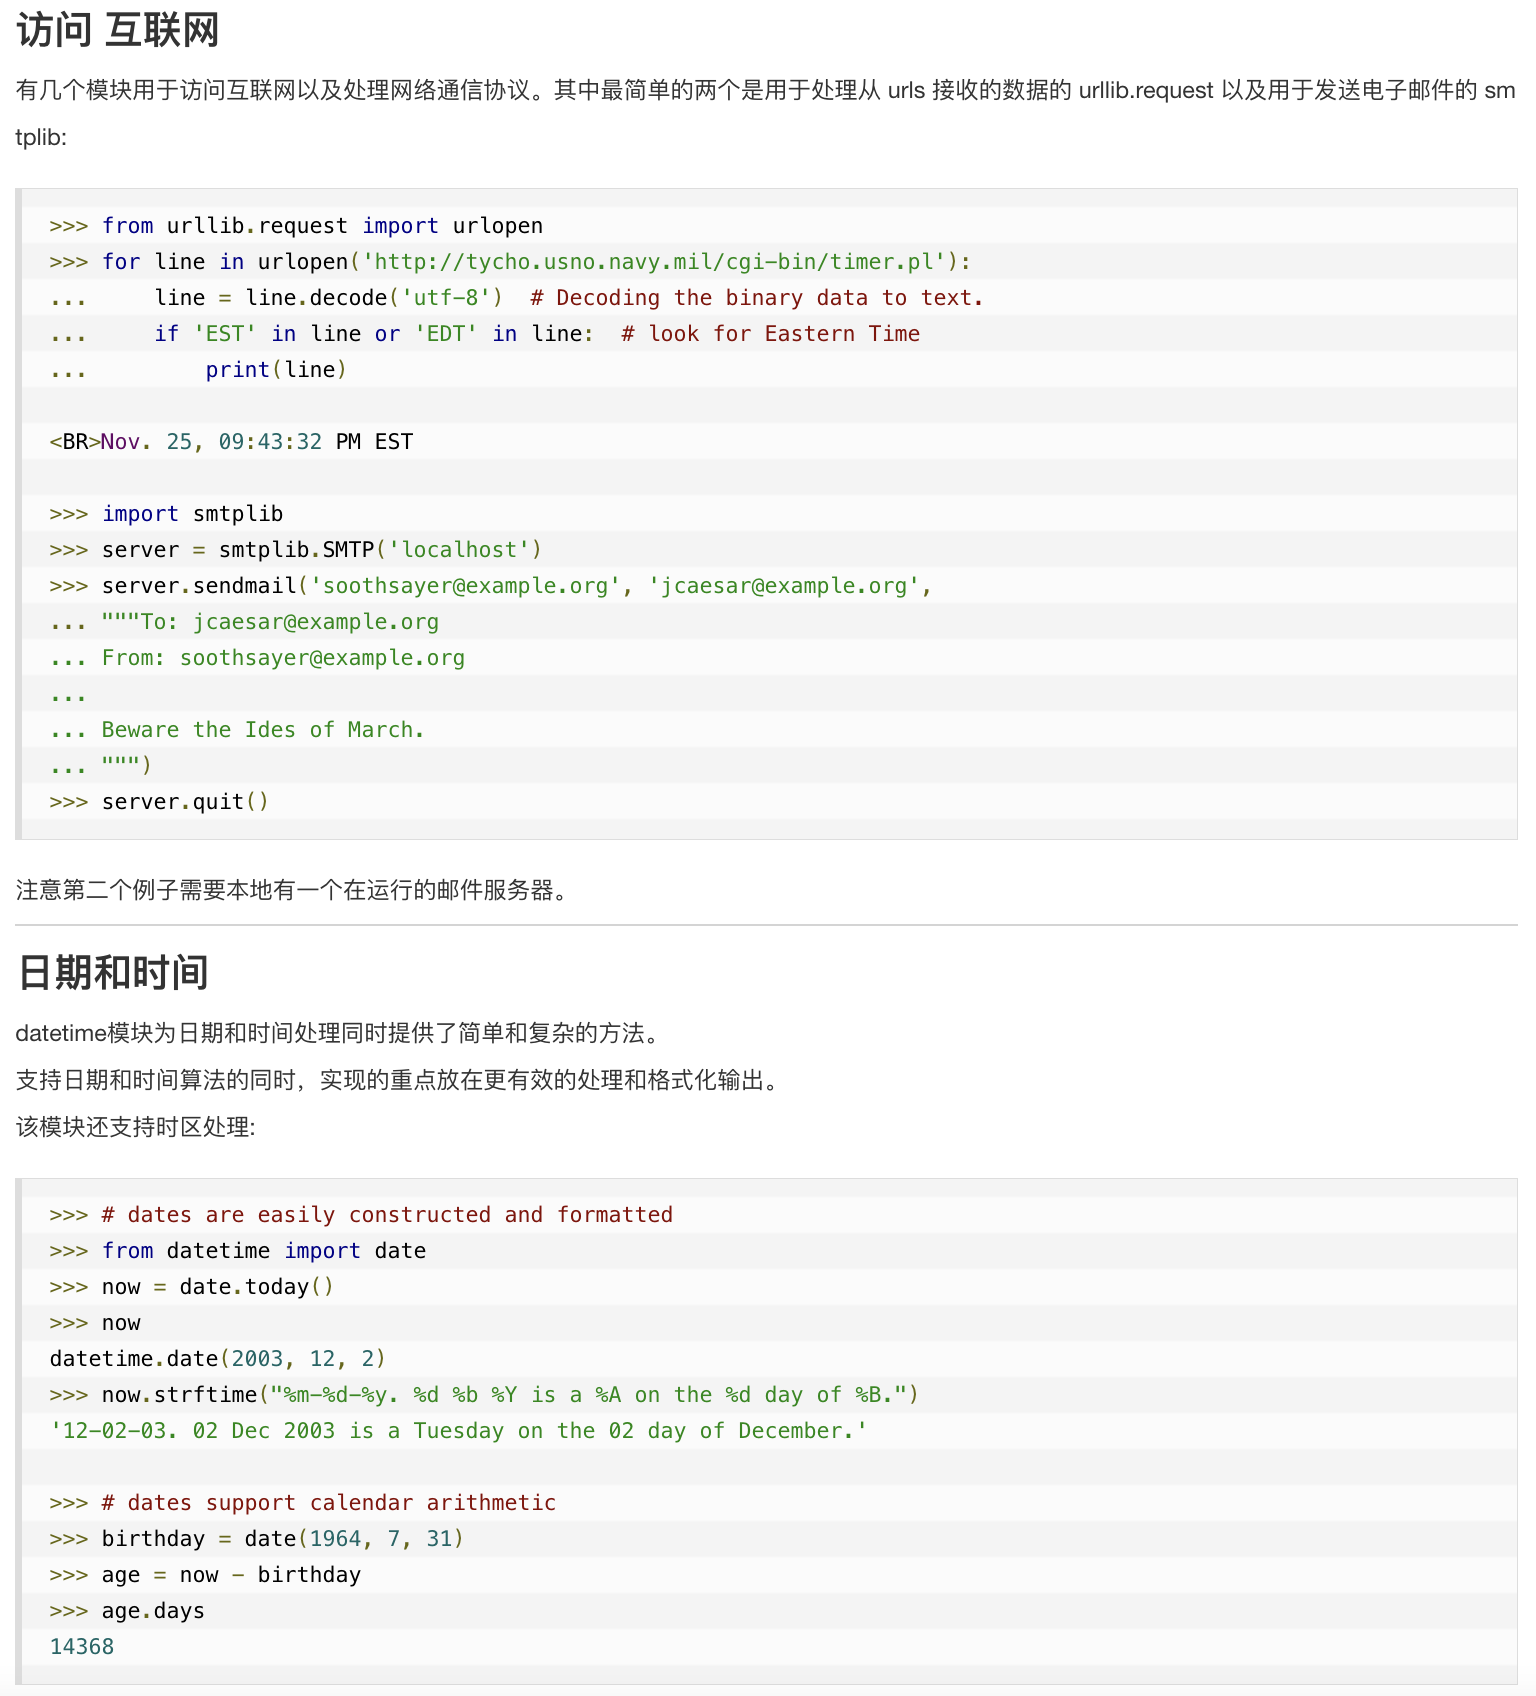 访问 互联网
有几个模块用于访问互联网以及处理网络通信协议。其中最简单的两个是用于处理从 urls 接收的数据的 urllib.request 以及用于发送电子邮件的 sm
tplib:
>>> from urllib.request import urlopen
>>> for line in urlopen('http://tycho.usno.navy.mil/cgi-bin/timer.pl'):
...     line = line.decode('utf-8')  # Decoding the binary data to text.
...     if 'EST' in line or 'EDT' in line:  # look for Eastern Time
...         print(line)
<BR>Nov. 25, 09:43:32 PM EST
>>> import smtplib
>>> server = smtplib.SMTP('localhost')
>>> server.sendmail('soothsayer@example.org', 'jcaesar@example.org',
... """To: jcaesar@example.org
... From: soothsayer@example.org
...
... Beware the Ides of March.
... """)
>>> server.quit()
注意第二个例子需要本地有一个在运行的邮件服务器。
日期和时间
datetime模块为日期和时间处理同时提供了简单和复杂的方法。
支持日期和时间算法的同时，实现的重点放在更有效的处理和格式化输出。
该模块还支持时区处理:
>>> # dates are easily constructed and formatted
>>> from datetime import date
>>> now = date.today()
>>> now
datetime.date(2003, 12, 2)
>>> now.strftime("%m-%d-%y. %d %b %Y is a %A on the %d day of %B.")
'12-02-03. 02 Dec 2003 is a Tuesday on the 02 day of December.'
>>> # dates support calendar arithmetic
>>> birthday = date(1964, 7, 31)
>>> age = now - birthday
>>> age.days
14368